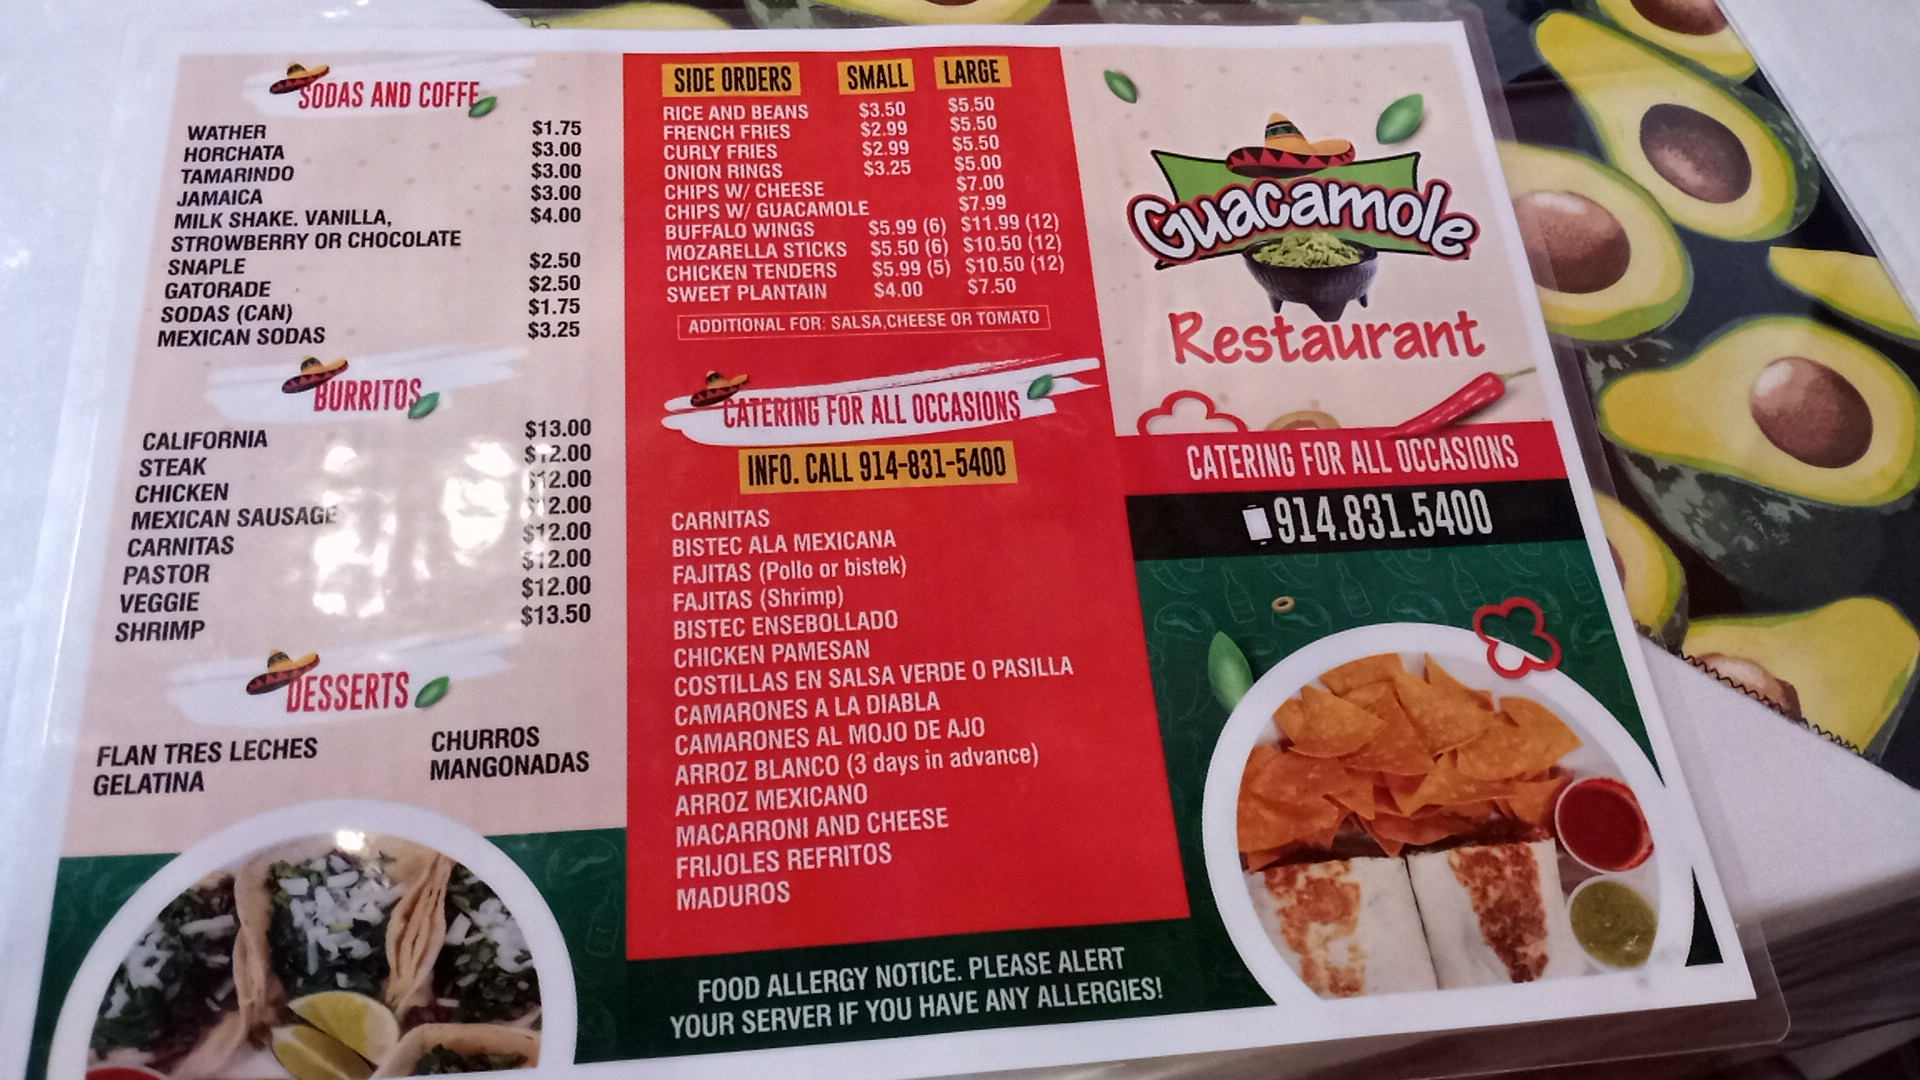 SODAS AND COFFE
WATHER $1.75
HORCHATA $3.00
TAMARINDO $3.00
JAMAICA $3.00
MILK SHAKE. VANILLA, $4.00
STROWBERRY OR CHOCOLATE
SNAPLE $2.50
GATORADE $2.50
SODAS (CAN) $1.75
MEXICAN SODAS $3.25
BURRITOS
CALIFORNIA $13.00
STEAK $12.00
CHICKEN $12.00
MEXICAN SAUSAGE $12.00
CARNITAS $12.00
PASTOR $12.00
VEGGIE $12.00
SHRIMP $13.50
DESSERTS
FLAN TRES LECHES CHURROS
GELATINA MANGONADAS
SIDE ORDERS SMALL LARGE
RICE AND BEANS $3.50 $5.50
FRENCH FRIES $2.99 $5.50
CURLY FRIES $2.99 $5.50
ONION RINGS $3.25 $5.00
CHIPS W/ CHEESE $7.00
CHIPS W/ GUACAMOLE $7.99
BUFFALO WINGS $5.99 (6) $11.99 (12)
MOZARELLA STICKS $5.50 (6) $10.50 (12)
CHICKEN TENDERS $5.99 (5) $10.50 (12)
SWEET PLANTAIN $4.00 $7.50
ADDITIONAL FOR: SALSA,CHEESE OR TOMATO
CATERING FOR ALL OCCASIONS
INFO. CALL 914-831-5400
CARNITAS
BISTEC ALA MEXICANA
FAJITAS (Pollo or bistek)
FAJITAS (Shrimp)
BISTEC ENSEBOLLADO
CHICKEN PAMESAN
COSTILLAS EN SALSA VERDE O PASILLA
CAMARONES A LA DIABLA
CAMARONES AL MOJO DE AJO
ARROZ BLANCO (3 days in advance)
ARROZ MEXICANO
MACARRONI AND CHEESE
FRIJOLES REFRITOS
MADUROS
FOOD ALLERGY NOTICE. PLEASE ALERT
YOUR SERVER IF YOU HAVE ANY ALLERGIES!
Guacamole
Restaurant
CATERING FOR ALL OCCASIONS
914.831.5400